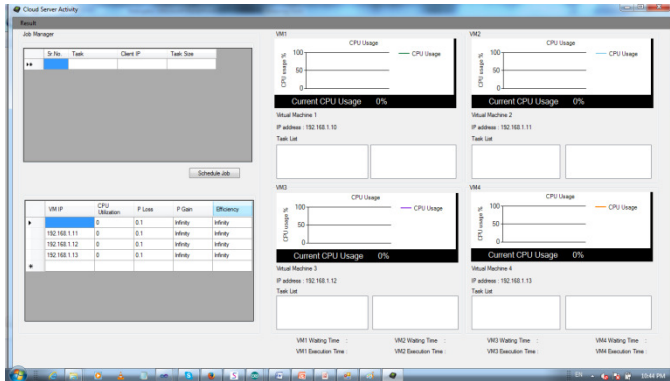 Cloud Server Activity
Result
Job Manager
Sr No. Task Client IP Task Size
Schedule Job
VM IP CPU Utilization P Loss P Gain Efficiency
0 0.1 Infinity Infinity
192.168.1.11 0 0.1 Infinity Infinity
192.168.1.12 0 0.1 Infinity Infinity
192.168.1.13 0 0.1 Infinity Infinity
VM1
CPU Usage
CPU usage %
100
50
0
CPU Usage
Current CPU Usage 0%
Virtual Machine 1
IP address : 192.168.1.10
Task List
VM2
CPU Usage
CPU usage %
100
50
0
CPU Usage
Current CPU Usage 0%
Virtual Machine 2
IP address : 192.168.1.11
Task List
VM3
CPU Usage
CPU usage %
100
50
0
CPU Usage
Current CPU Usage 0%
Virtual Machine 3
IP address : 192.168.1.12
Task List
VM4
CPU Usage
CPU usage %
100
50
0
CPU Usage
Current CPU Usage 0%
Virtual Machine 4
IP address : 192.168.1.13
Task List
VM1 Waiting Time : VM2 Waiting Time : VM3 Waiting Time : VM4 Waiting Time :
VM1 Execution Time : VM2 Execution Time : VM3 Execution Time : VM4 Execution Time :
EN 10:44 PM